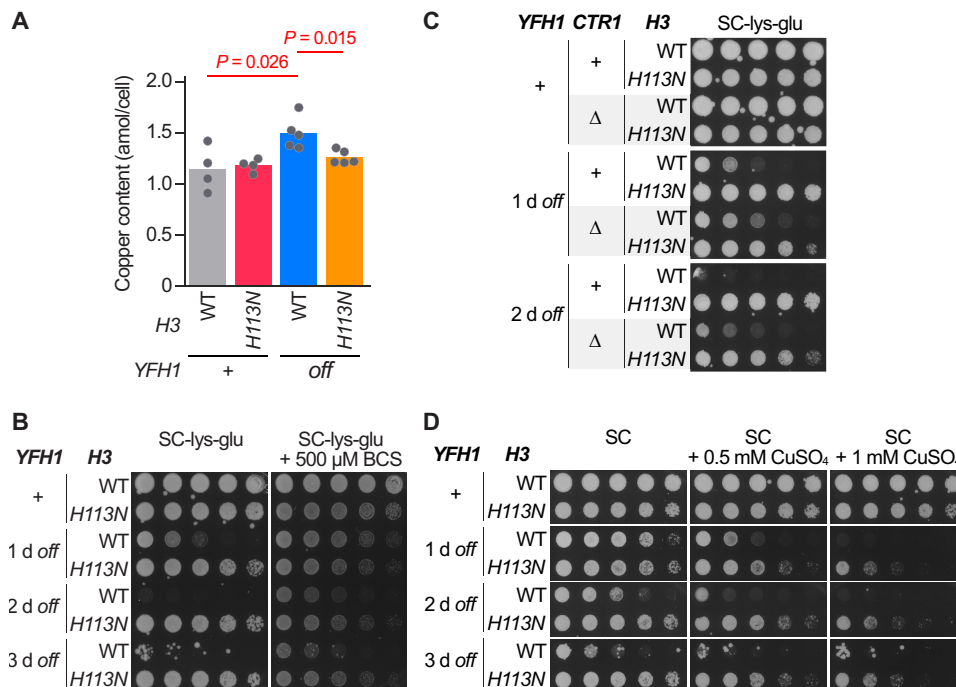 A
P = 0.015
P = 0.026
Copper content (amol/cell)
2.0
1.5
1.0
0.5
0
H3
WT
H113N
WT
H113N
YFH1
+
off
C
YFH1 CTR1 H3 SC-lys-glu
+
+
WT
H113N
Δ
WT
H113N
1 d off
+
WT
H113N
Δ
WT
H113N
2 d off
+
WT
H113N
Δ
WT
H113N
B
YFH1 H3
SC-lys-glu
SC-lys-glu
+ 500 µM BCS
+
WT
H113N
1 d off
WT
H113N
2 d off
WT
H113N
3 d off
WT
H113N
D
YFH1 H3
SC
SC
+ 0.5 mM CuSO₄
SC
+ 1 mM CuSO
+
WT
H113N
1 d off
WT
H113N
2 d off
WT
H113N
3 d off
WT
H113N